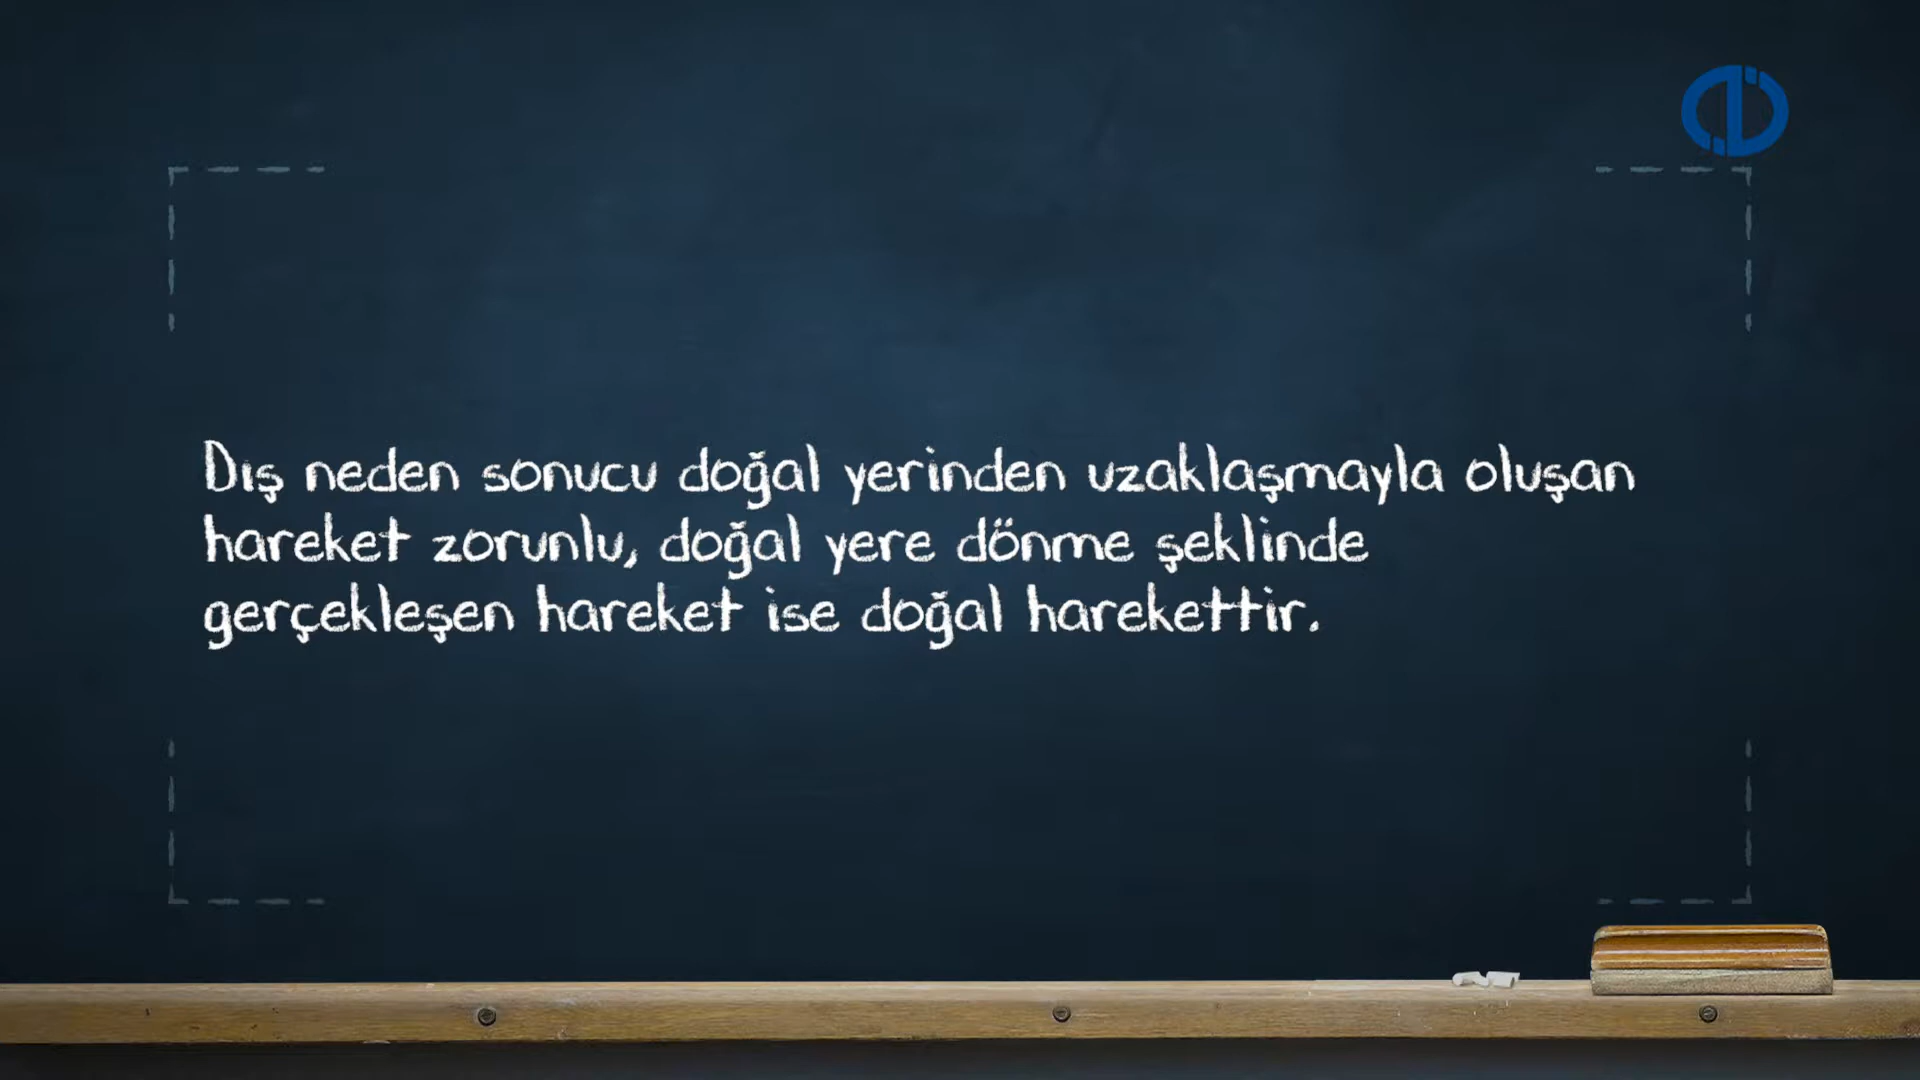 Dış neden sonucu doğal yerinden uzaklaşmayla oluşan
hareket zorunlu, doğal yere dönme şeklinde
gerçekleşen hareket ise doğal harekettir.